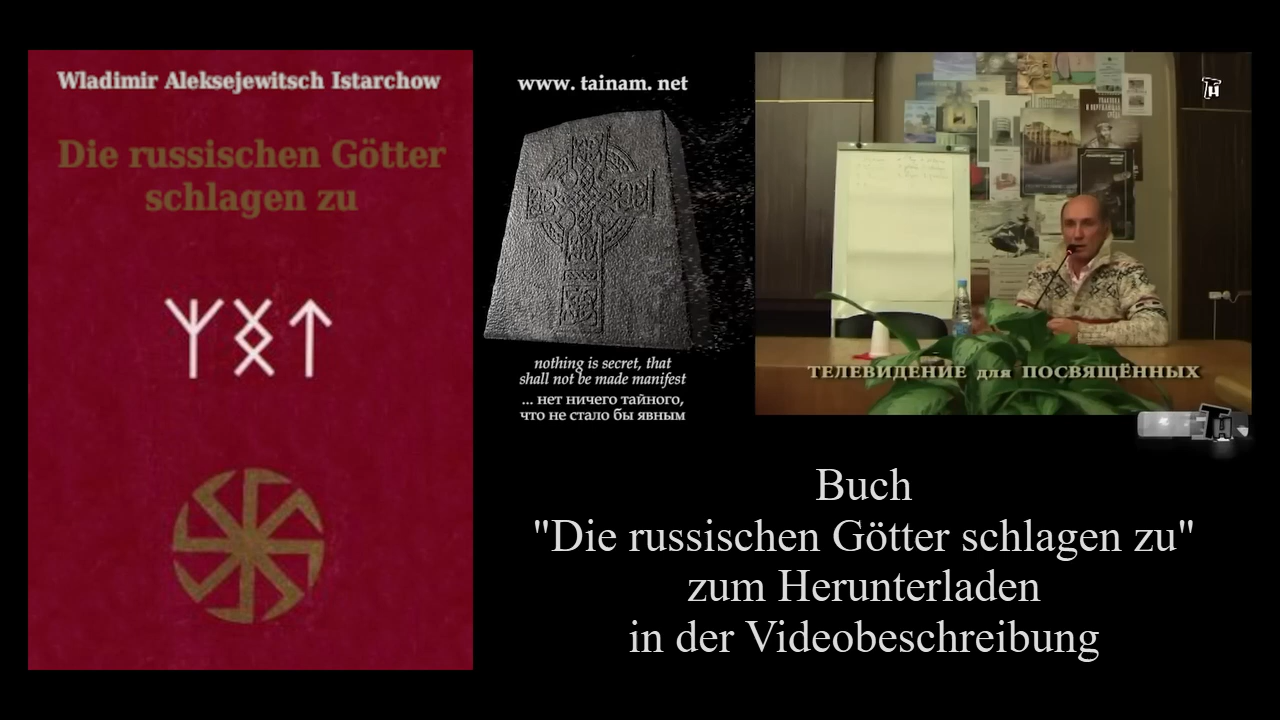 Wladimir Aleksejewitsch Istarchow
Die russischen Götter
schlagen zu
ᛉᛝᛏ
www. tainam. net
nothing is secret, that
shall not be made manifest
... нет ничего тайного,
что не стало бы явным
ТЕЛЕВИДЕНИЕ для ПОСВЯЩЁННЫХ
Buch
"Die russischen Götter schlagen zu"
zum Herunterladen
in der Videobeschreibung